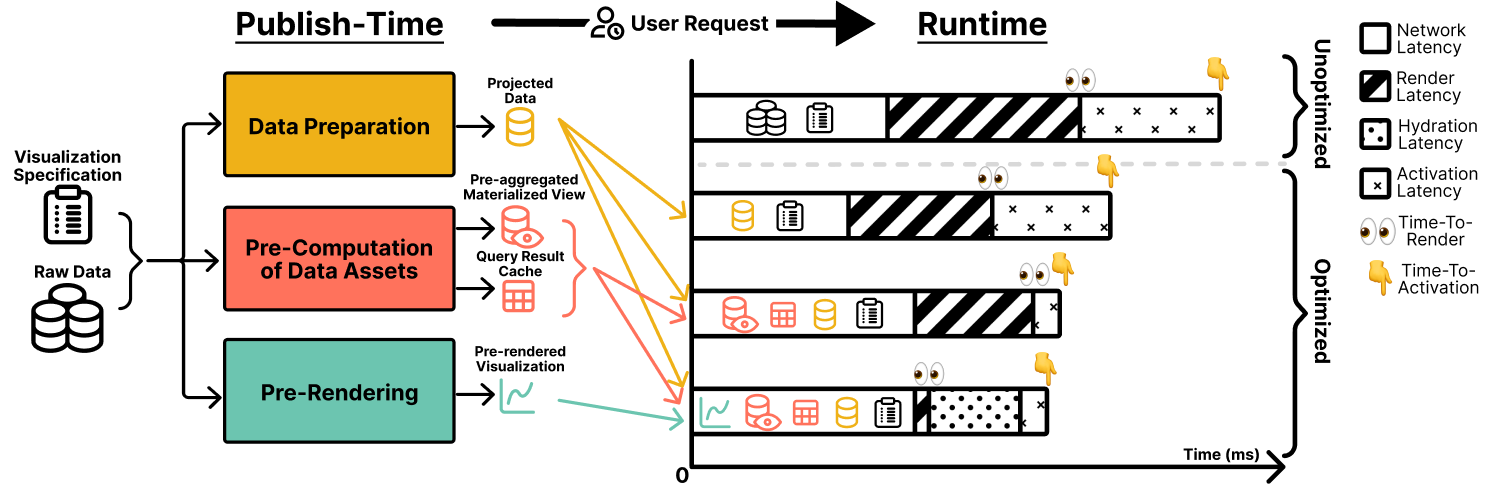 Publish-Time
User Request
Runtime
Visualization
Specification
Raw Data
Data Preparation
Projected
Data
Pre-Computation
of Data Assets
Pre-aggregated
Materialized View
Query Result
Cache
Pre-Rendering
Pre-rendered
Visualization
0
Time (ms)
Unoptimized
Optimized
Network
Latency
Render
Latency
Hydration
Latency
Activation
Latency
Time-To-
Render
Time-To-
Activation